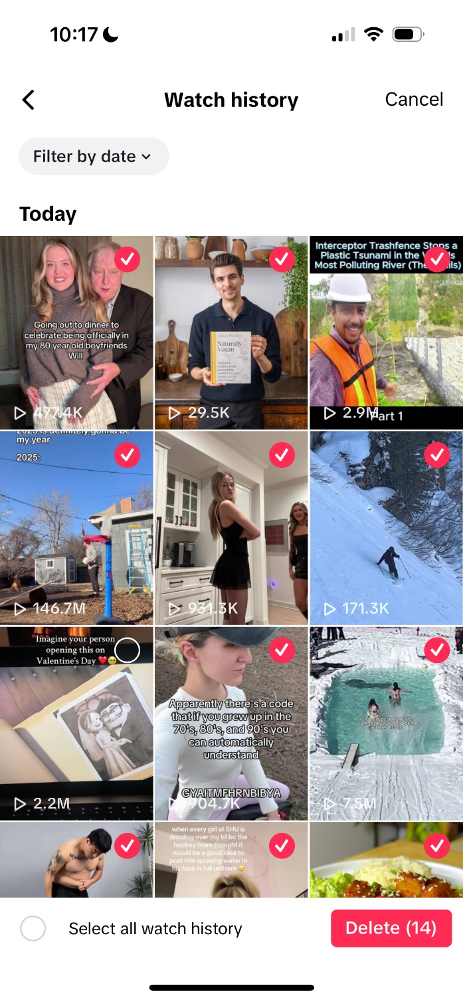 10:17
Watch history
Cancel
Filter by date
Today
Going out to dinner to
celebrate being officially in
my 80 year old boyfriends
Will
477.4K
Naturally
Vegan
29.5K
Interceptor Trashfence Stops a
Plastic Tsunami in the
Most Polluting River (The
2.9M
Part 1
2025 is definitely gonna be
my year
2025:
146.7M
931.3K
171.3K
Imagine your person
opening this on
Valentine's Day ❤️🥹
2.2M
Apparently there's a code
that if you grew up in the
70's, 80's, and 90's you
can automatically
understand
GYAITMFHRNBIBYA
904.7K
7.5M
when every girl at SHU is
drooling over my bf bc the
hockey team thought it
would be a good idea to
post him spraying water in
his face in full uniform
Select all watch history
Delete (14)